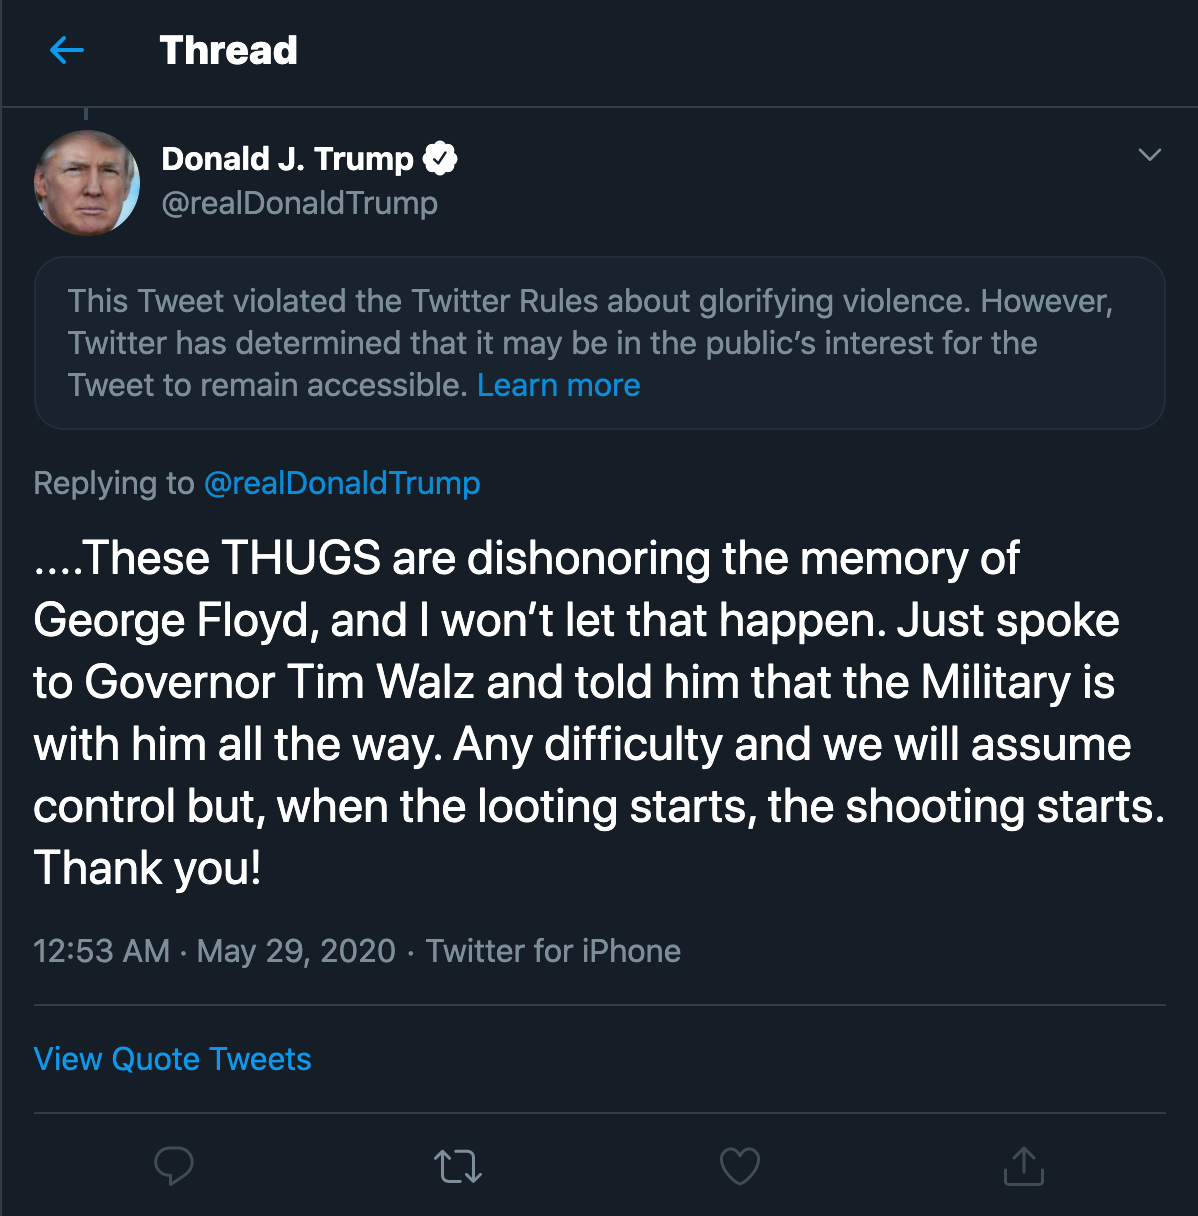 Thread
Donald J. Trump
@realDonaldTrump
This Tweet violated the Twitter Rules about glorifying violence. However,
Twitter has determined that it may be in the public’s interest for the
Tweet to remain accessible. Learn more
Replying to @realDonaldTrump
....These THUGS are dishonoring the memory of
George Floyd, and I won’t let that happen. Just spoke
to Governor Tim Walz and told him that the Military is
with him all the way. Any difficulty and we will assume
control but, when the looting starts, the shooting starts.
Thank you!
12:53 AM · May 29, 2020 · Twitter for iPhone
View Quote Tweets